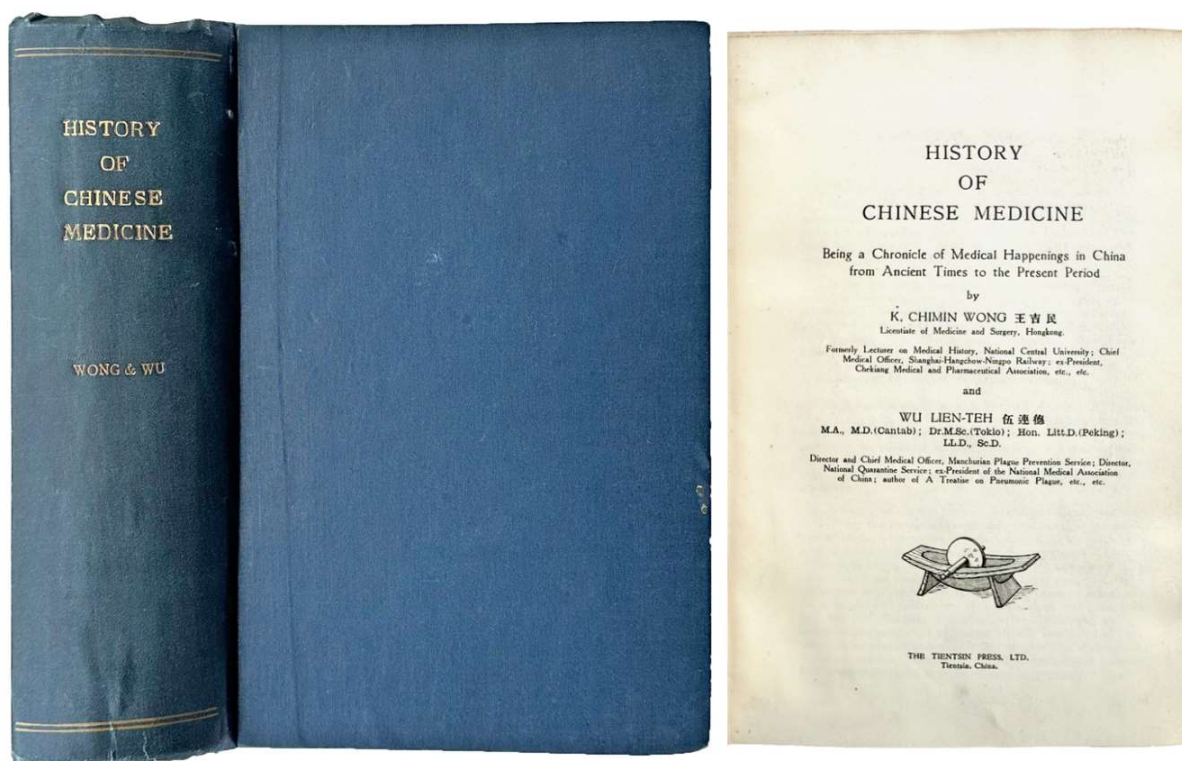 HISTORY
OF
CHINESE
MEDICINE
WONG & WU
HISTORY
OF
CHINESE MEDICINE
Being a Chronicle of Medical Happenings in China
from Ancient Times to the Present Period
by
K. CHIMIN WONG 王吉民
Licentiate of Medicine and Surgery, Hongkong.
Formerly Lecturer on Medical History, National Central University; Chief
Medical Officer, Shanghai-Hangchow-Ningpo Railway; ex-President,
Chekiang Medical and Pharmaceutical Association, etc., etc.
and
WU LIEN-TEH 伍連德
M.A., M.D.(Cantab); Dr.M.Sc.(Tokio); Hon. Litt.D.(Peking);
LL.D., Sc.D.
Director and Chief Medical Officer, Manchurian Plague Prevention Service; Director,
National Quarantine Service; ex-President of the National Medical Association
of China; author of A Treatise on Pneumonic Plague, etc., etc.
THE TIENTSIN PRESS, LTD.
Tientsin, China.